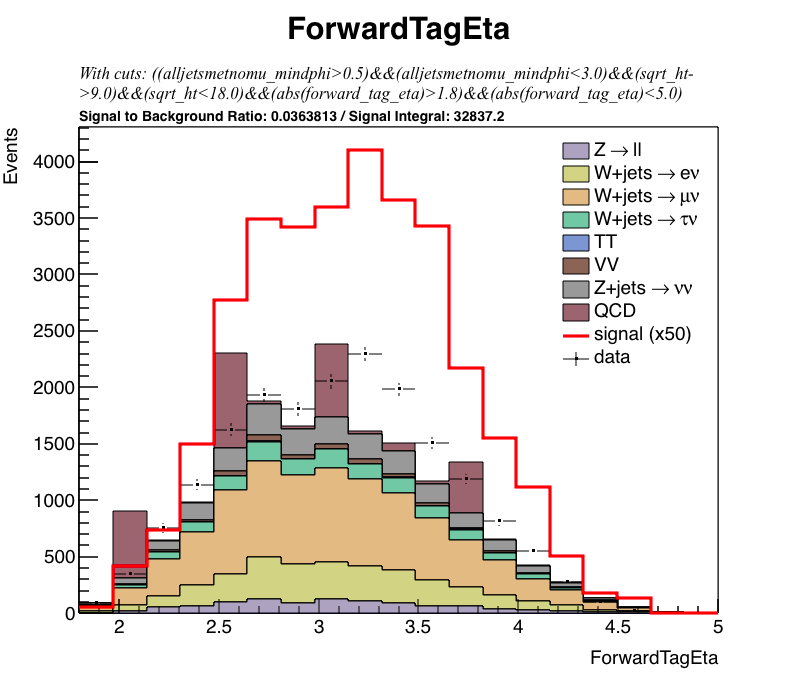 ForwardTagEta
With cuts: ((alljetsmetnomu_mindphi>0.5)&&(alljetsmetnomu_mindphi<3.0)&&(sqrt_ht-
>9.0)&&(sqrt_ht<18.0)&&(abs(forward_tag_eta)>1.8)&&(abs(forward_tag_eta)<5.0)
Signal to Background Ratio: 0.0363813 / Signal Integral: 32837.2
Events
4000
3500
3000
2500
2000
1500
1000
500
0
Z → ll
W+jets → eν
W+jets → μν
W+jets → τν
TT
VV
Z+jets → νν
QCD
signal (x50)
data
2 2.5 3 3.5 4 4.5 5
ForwardTagEta